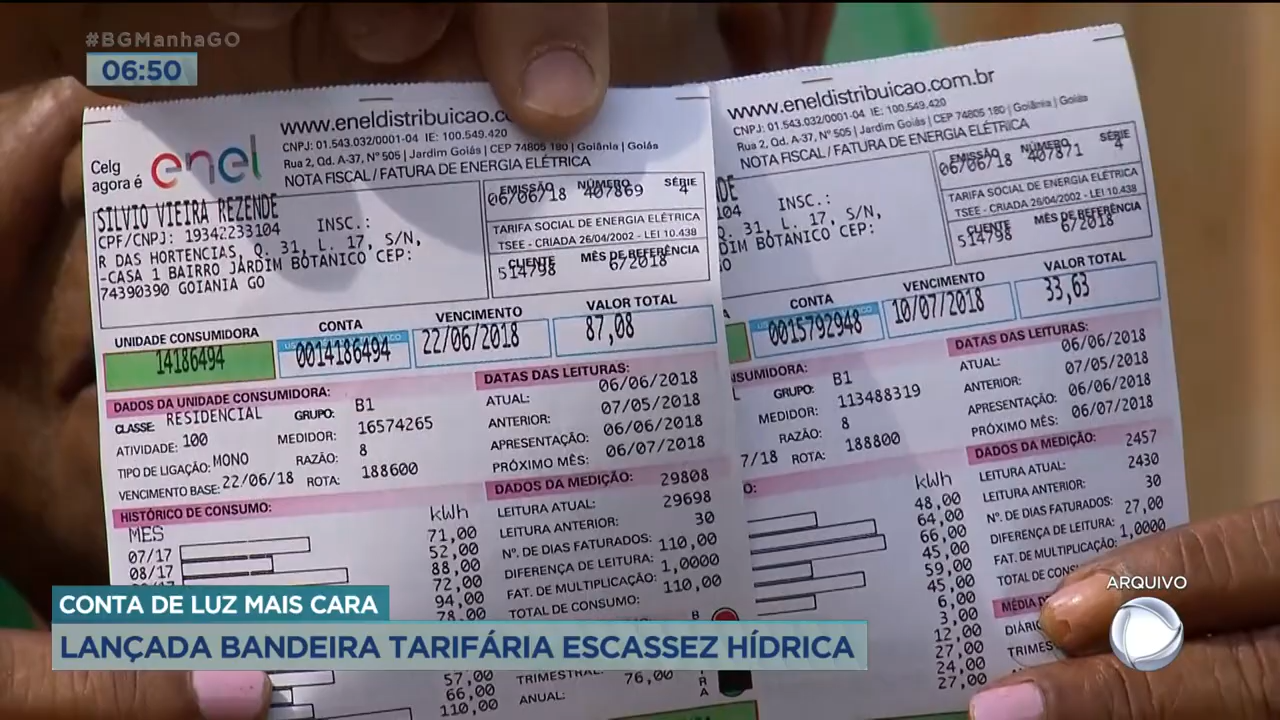 #BGManhaGO
06:50
Celg
agora é enel
www.eneldistribuicao.co
CNPJ: 01.543.032/0001-04 IE: 100.549.420
Rua 2, Qd. A-37, Nº 505 | Jardim Goiás | CEP 74805 180 | Goiânia | Goiás
NOTA FISCAL / FATURA DE ENERGIA ELÉTRICA
SILVIO VIEIRA REZENDE
CPF/CNPJ: 19342233104 INSC.:
R DAS HORTENCIAS, Q. 31, L. 17, S/N,
-CASA 1 BAIRRO JARDIM BOTANICO CEP:
74390390 GOIANIA GO
EMISSÃO NÚMERO SÉRIE
06/06/18 407869 4
TARIFA SOCIAL DE ENERGIA ELÉTRICA
TSEE - CRIADA 26/04/2002 - LEI 10.438
CLIENTE MÊS DE REFERÊNCIA
514798 6/2018
UNIDADE CONSUMIDORA CONTA VENCIMENTO VALOR TOTAL
14186494 0014186494 22/06/2018 87,08
DADOS DA UNIDADE CONSUMIDORA:
CLASSE: RESIDENCIAL GRUPO: B1
ATIVIDADE: 100 MEDIDOR: 16574265
TIPO DE LIGAÇÃO: MONO RAZÃO: 8
VENCIMENTO BASE: 22/06/18 ROTA: 188600
DATAS DAS LEITURAS:
ATUAL: 06/06/2018
ANTERIOR: 07/05/2018
APRESENTAÇÃO: 06/06/2018
PRÓXIMO MÊS: 06/07/2018
HISTÓRICO DE CONSUMO:
MES kWh
07/17 71,00
08/17 52,00
88,00
72,00
94,00
78,00
57,00
66,00
110,00
DADOS DA MEDIÇÃO:
LEITURA ATUAL: 29808
LEITURA ANTERIOR: 29698
Nº. DE DIAS FATURADOS: 30
DIFERENÇA DE LEITURA: 110,00
FAT. DE MULTIPLICAÇÃO: 1,0000
TOTAL DE CONSUMO: 110,00
TRIMESTRAL: 76,00
ANUAL:
www.eneldistribuicao.com.br
CNPJ: 01.543.032/0001-04 IE: 100.549.420
Rua 2, Qd. A-37, Nº 505 | Jardim Goiás | CEP 74805 180 | Goiânia | Goiás
NOTA FISCAL / FATURA DE ENERGIA ELÉTRICA
DE
104 INSC.:
Q. 31, L. 17, S/N,
DIM BOTANICO CEP:
GO
EMISSÃO NÚMERO SÉRIE
06/06/18 407871 4
TARIFA SOCIAL DE ENERGIA ELÉTRICA
TSEE - CRIADA 26/04/2002 - LEI 10.438
CLIENTE MÊS DE REFERÊNCIA
514798 6/2018
CONTA VENCIMENTO VALOR TOTAL
0015792948 10/07/2018 33,63
NSUMIDORA:
GRUPO: B1
MEDIDOR: 113488319
RAZÃO: 8
7/18 ROTA: 188800
DATAS DAS LEITURAS:
ATUAL: 06/06/2018
ANTERIOR: 07/05/2018
APRESENTAÇÃO: 06/06/2018
PRÓXIMO MÊS: 06/07/2018
kWh
48,00
64,00
66,00
45,00
59,00
45,00
6,00
3,00
12,00
27,00
24,00
27,00
DADOS DA MEDIÇÃO:
LEITURA ATUAL: 2457
LEITURA ANTERIOR: 2430
Nº. DE DIAS FATURADOS: 30
DIFERENÇA DE LEITURA: 27,00
FAT. DE MULTIPLICAÇÃO: 1,0000
TOTAL DE CONSU
MÉDIA D
DIÁRI
TRIMES
ANUAL
ARQUIVO
CONTA DE LUZ MAIS CARA
LANÇADA BANDEIRA TARIFÁRIA ESCASSEZ HÍDRICA